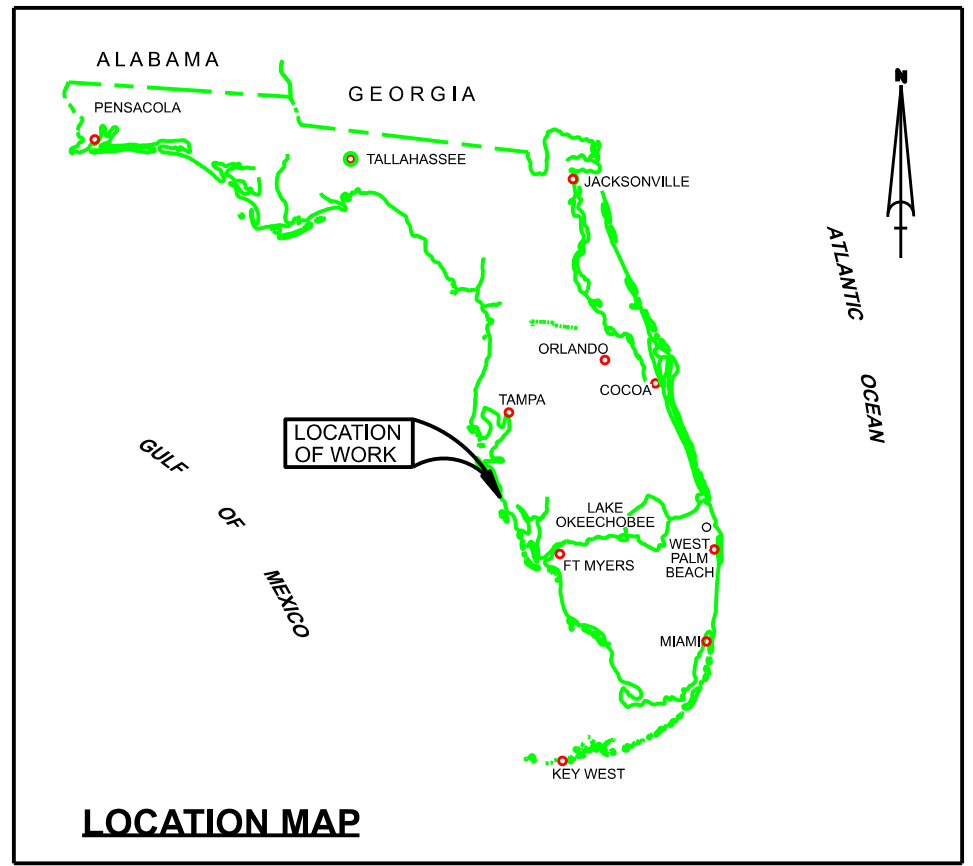 ALABAMA
GEORGIA
N
PENSACOLA
TALLAHASSEE
JACKSONVILLE
ATLANTIC
OCEAN
ORLANDO
COCOA
TAMPA
LOCATION
OF WORK
GULF
OF
MEXICO
LAKE
OKEECHOBEE
WEST
PALM
BEACH
FT MYERS
MIAMI
KEY WEST
LOCATION MAP